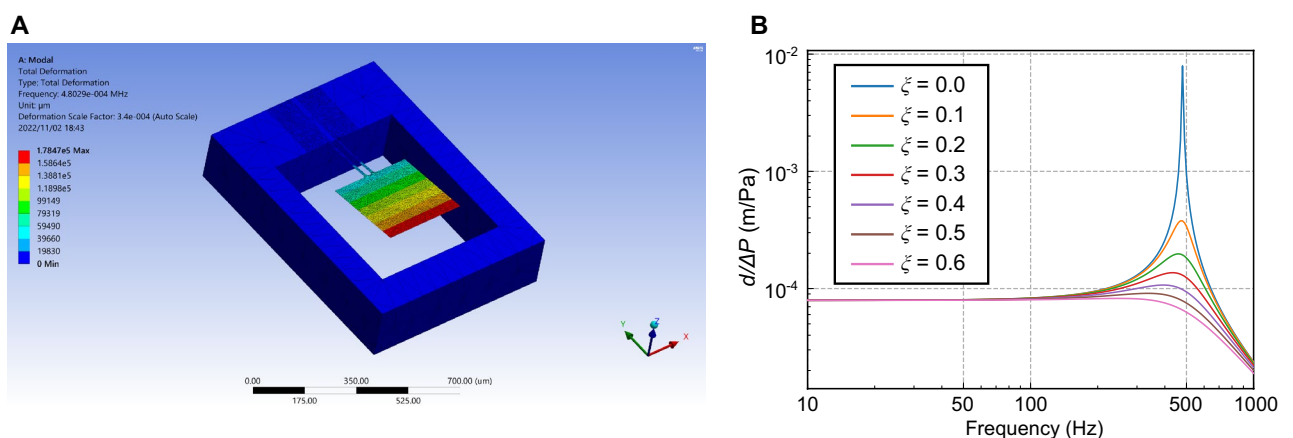 A
A: Modal
Total Deformation
Type: Total Deformation
Frequency: 4.8029e-004 MHz
Unit: µm
Deformation Scale Factor: 3.4e-004 (Auto Scale)
2022/11/02 18:43
1.7847e5 Max
1.5864e5
1.3881e5
1.1898e5
99149
79319
59490
39660
19830
0 Min
Y
Z
X
0.00 350.00 700.00 (um)
175.00 525.00
B
d/ΔP (m/Pa)
10⁻²
10⁻³
10⁻⁴
ξ = 0.0
ξ = 0.1
ξ = 0.2
ξ = 0.3
ξ = 0.4
ξ = 0.5
ξ = 0.6
10 50 100 500 1000
Frequency (Hz)